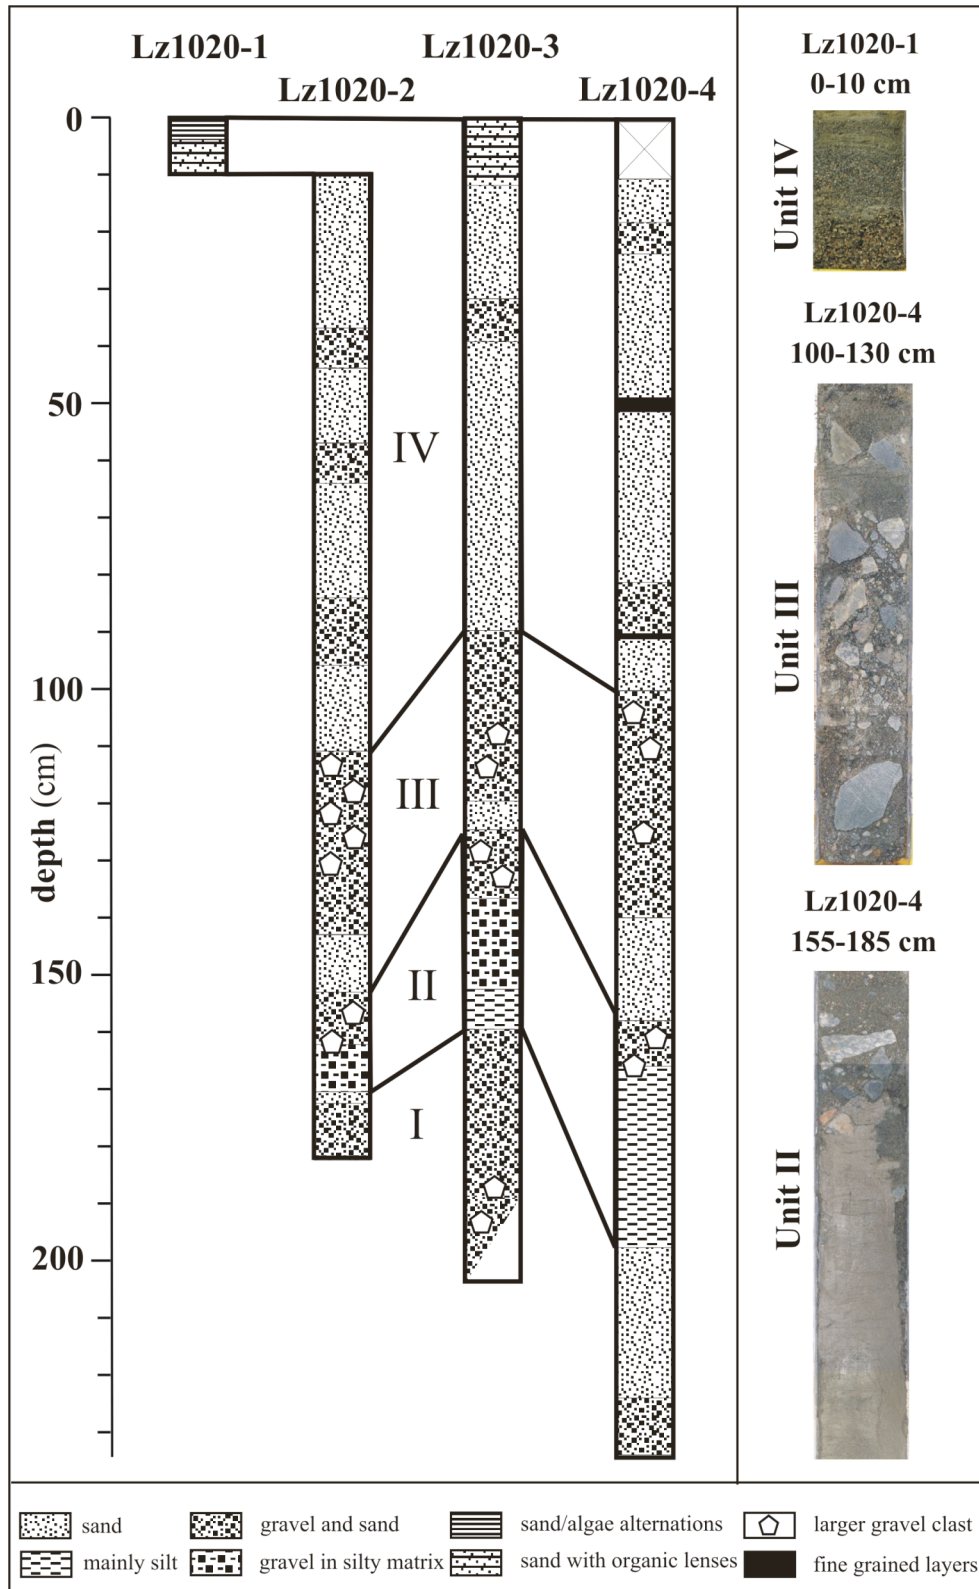 Lz1020-1
Lz1020-2
Lz1020-3
Lz1020-4
0
50
100
150
200
depth (cm)
IV
III
II
I
Lz1020-1
0-10 cm
Unit IV
Lz1020-4
100-130 cm
Unit III
Lz1020-4
155-185 cm
Unit II
sand
gravel and sand
sand/algae alternations
larger gravel clast
mainly silt
gravel in silty matrix
sand with organic lenses
fine grained layers